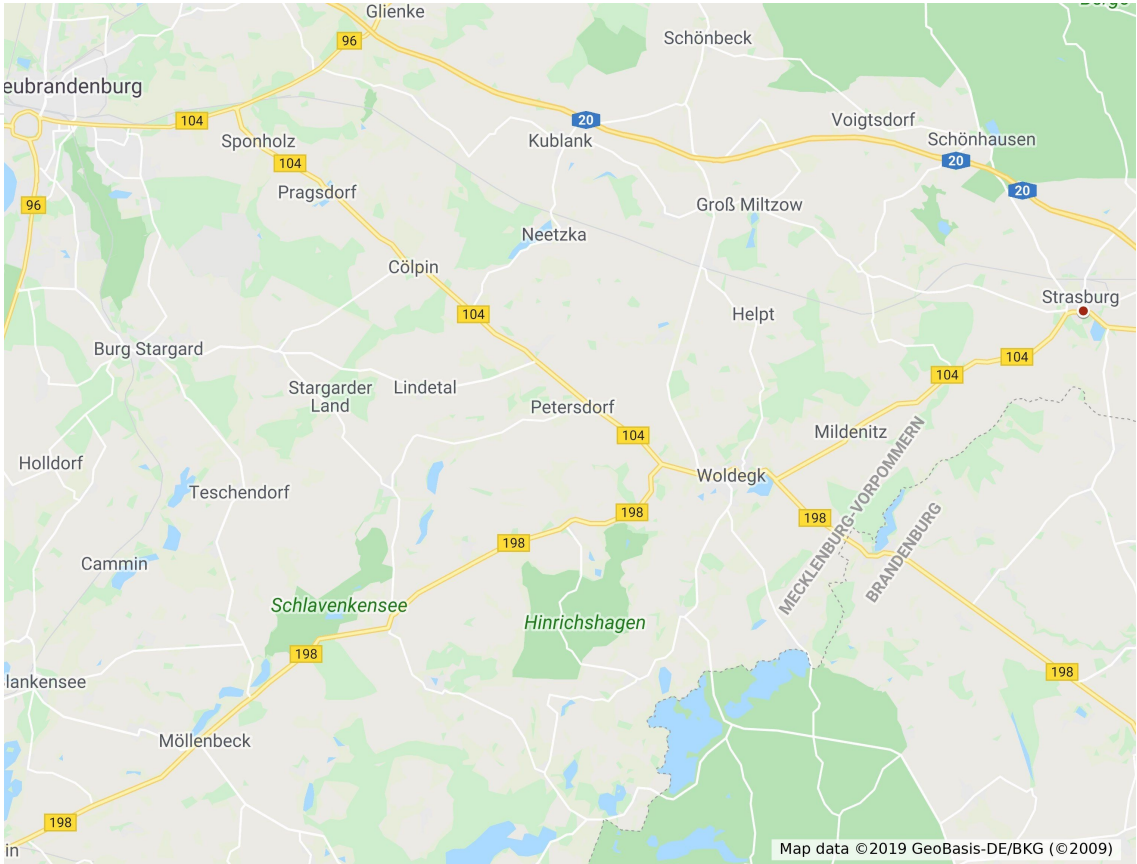 Glienke
Berge
96
Schönbeck
eubrandenburg
104
20
Voigtsdorf
Sponholz
Kublank
Schönhausen
104
20
Pragsdorf
20
96
Groß Miltzow
Neetzka
Cölpin
Strasburg
104
Helpt
Burg Stargard
104
104
Stargarder
Land
Lindetal
Petersdorf
104
Mildenitz
Holldorf
Woldegk
Teschendorf
198
198
MECKLENBURG-VORPOMMERN
BRANDENBURG
198
Cammin
Schlavenkensee
Hinrichshagen
198
198
lankensee
Möllenbeck
198
in
Map data ©2019 GeoBasis-DE/BKG (©2009)